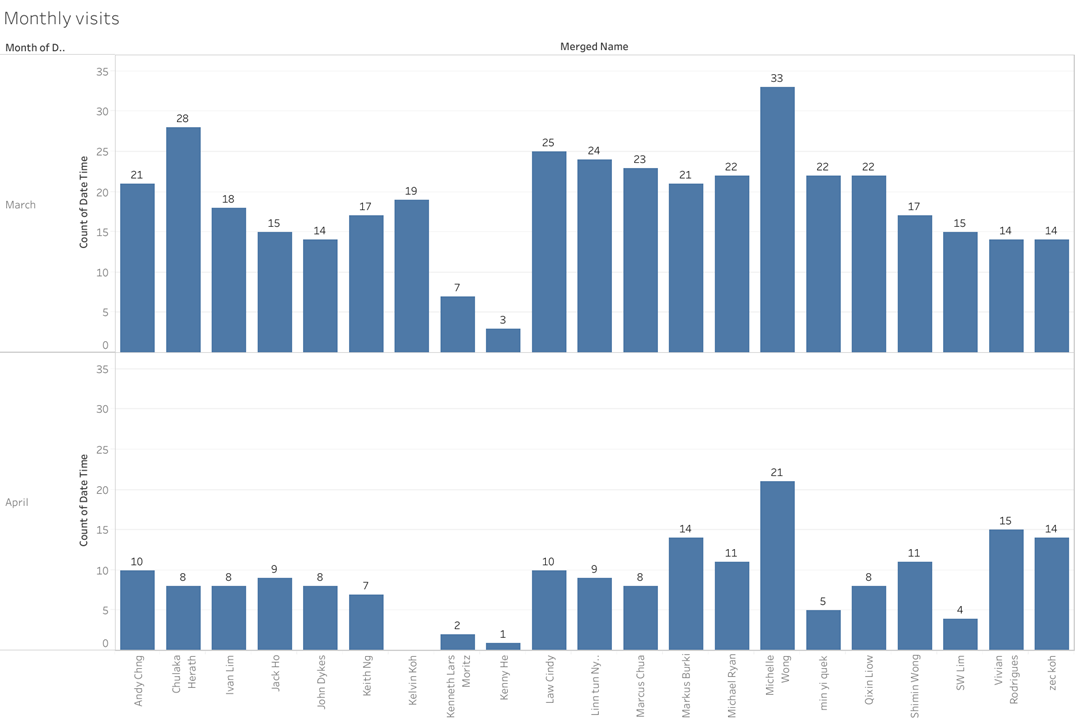 Monthly visits
Month of D.. Merged Name
March
Count of Date Time
35
30
25
20
15
10
5
0
21 28 18 15 14 17 19 7 3 25 24 23 21 22 33 22 22 17 15 14 14
April
Count of Date Time
35
30
25
20
15
10
5
0
10 8 8 9 8 7 2 1 10 9 8 14 11 21 5 8 11 4 15 14
Andy Chng
Chulaka
Herath
Ivan Lim
Jack Ho
John Dykes
Keith Ng
Kelvin Koh
Kenneth Lars
Moritz
Kenny He
Law Cindy
Linn tun Ny..
Marcus Chua
Markus Burki
Michael Ryan
Michelle
Wong
min yi quek
Qixin Liow
Shimin Wong
SW Lim
Vivian
Rodrigues
zec koh